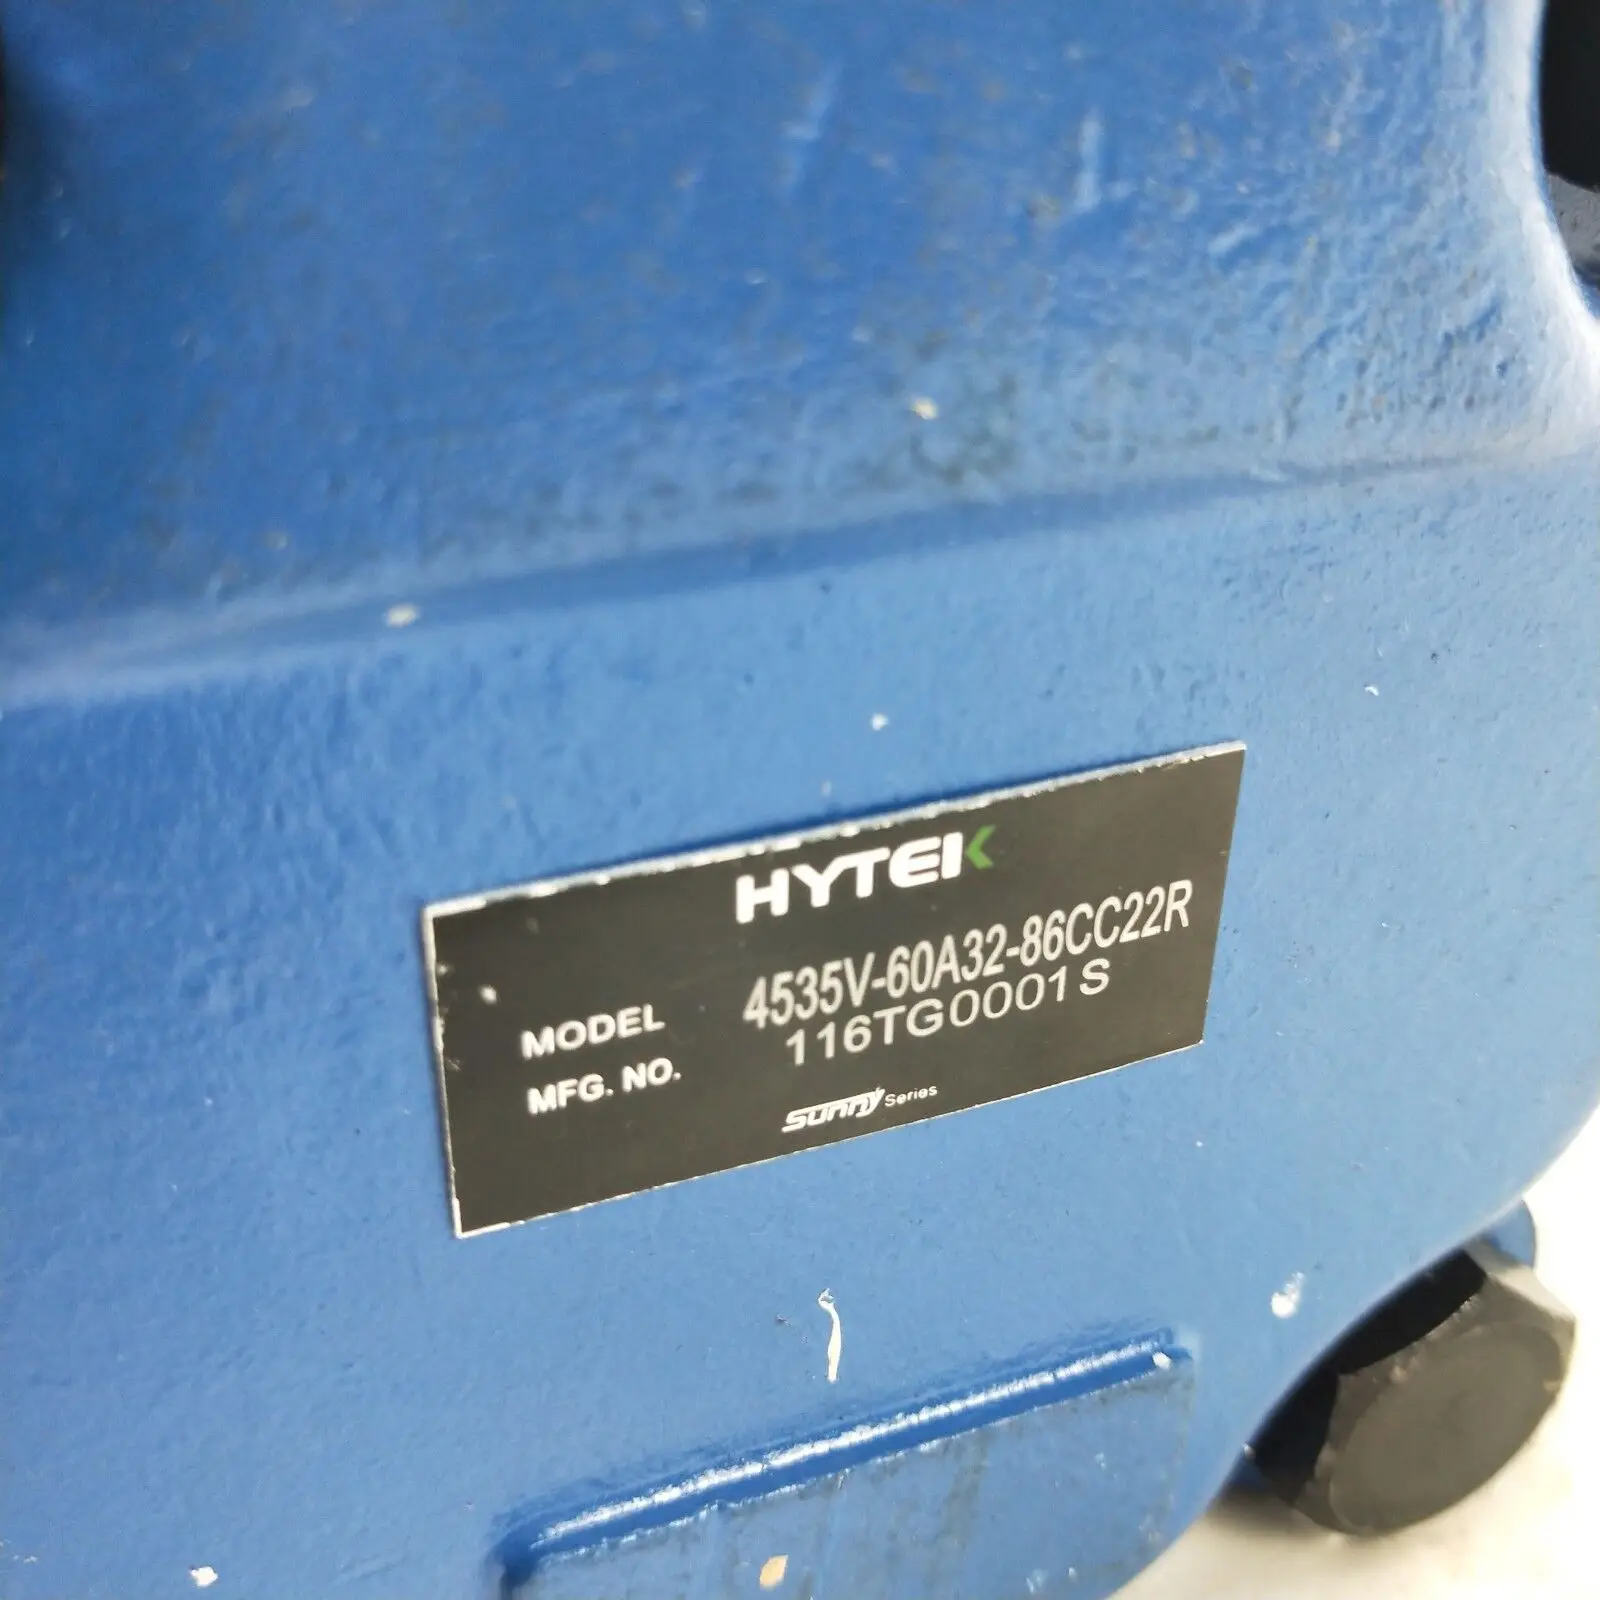 HYTEK
MODEL 4535V-60A32-86CC22R
MFG. NO. 116TG0001S
Sunny Series